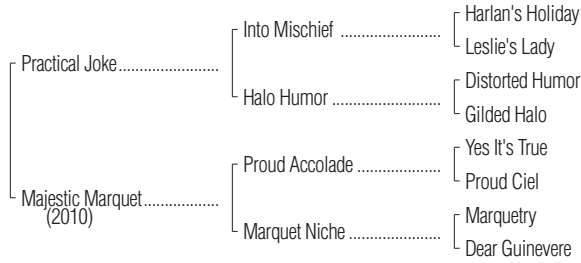 Harlan's Holiday
Into Mischief ........................
Leslie's Lady
Practical Joke........................
Distorted Humor
Halo Humor ..........................
Gilded Halo
Yes It's True
Proud Accolade ....................
Proud Ciel
Majestic Marquet..................
(2010)
Marquetry
Marquet Niche ......................
Dear Guinevere